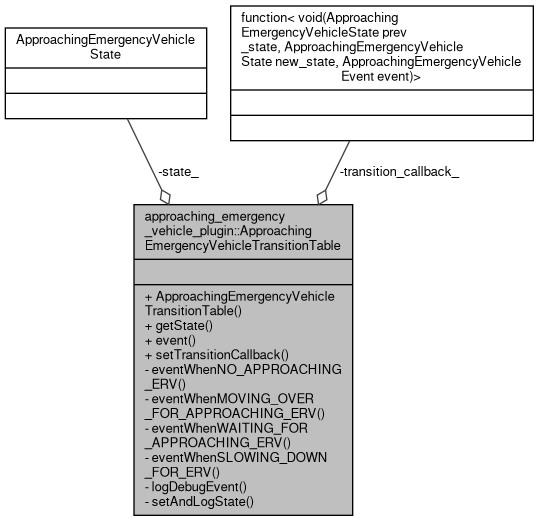 ApproachingEmergencyVehicle
State
function< void(Approaching
EmergencyVehicleState prev
_state, ApproachingEmergencyVehicle
State new_state, ApproachingEmergencyVehicle
Event event)>
-state_
-transition_callback_
approaching_emergency
_vehicle_plugin::Approaching
EmergencyVehicleTransitionTable
+ ApproachingEmergencyVehicle
TransitionTable()
+ getState()
+ event()
+ setTransitionCallback()
- eventWhenNO_APPROACHING
_ERV()
- eventWhenMOVING_OVER
_FOR_APPROACHING_ERV()
- eventWhenWAITING_FOR
_APPROACHING_ERV()
- eventWhenSLOWING_DOWN
_FOR_ERV()
- logDebugEvent()
- setAndLogState()